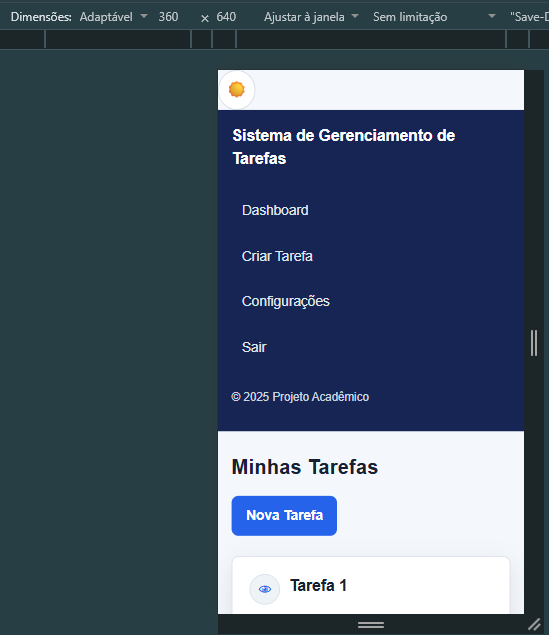 Dimensões: Adaptável 360 × 640 Ajustar à janela Sem limitação "Save-D
Sistema de Gerenciamento de
Tarefas
Dashboard
Criar Tarefa
Configurações
Sair
© 2025 Projeto Acadêmico
Minhas Tarefas
Nova Tarefa
Tarefa 1